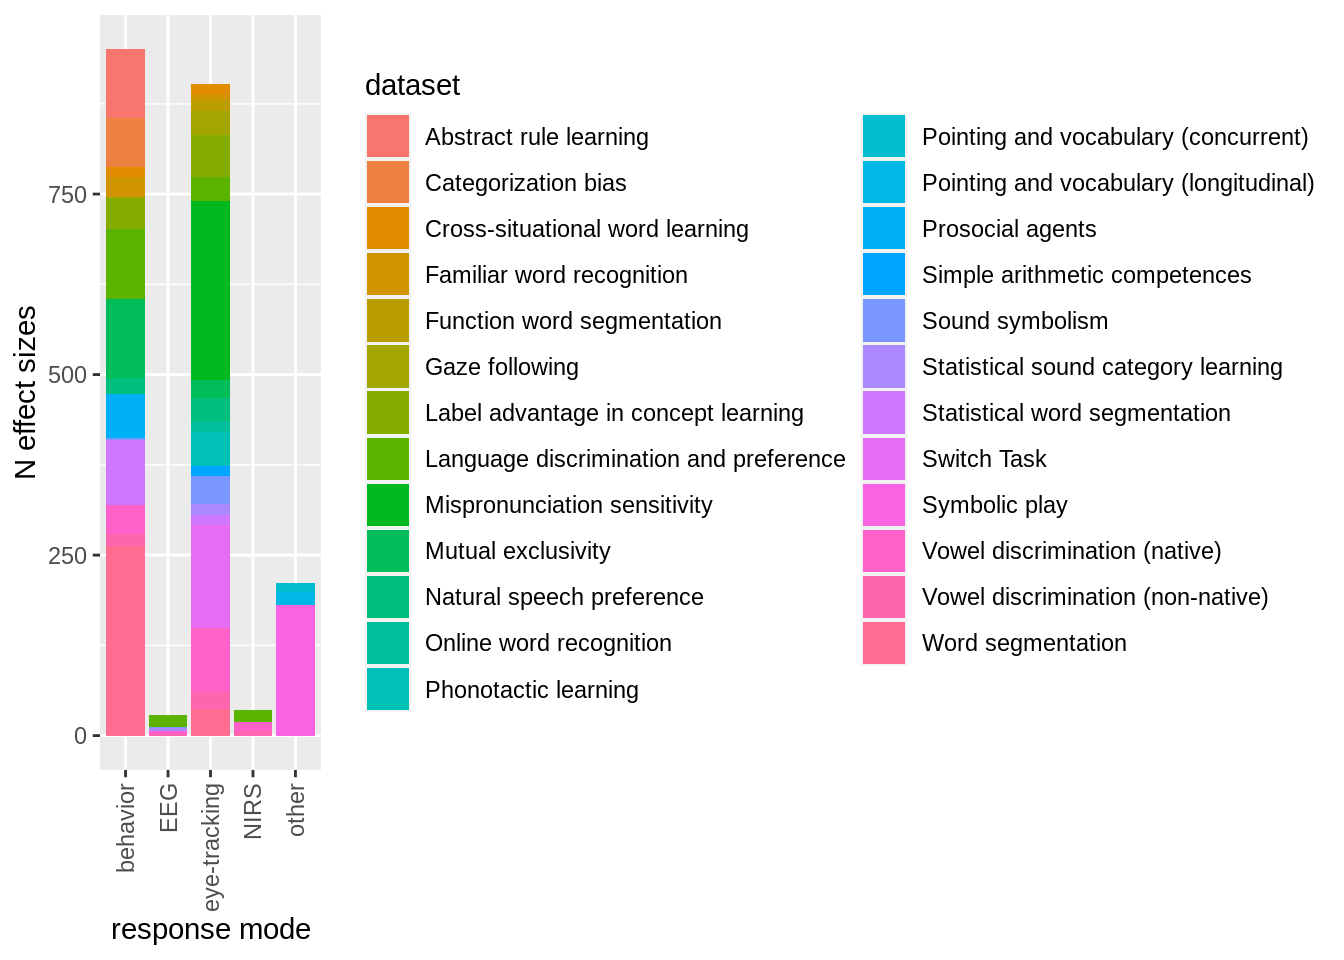 N effect sizes
750
500
250
0
behavior
EEG
eye-tracking
NIRS
other
response mode
dataset
Abstract rule learning
Categorization bias
Cross-situational word learning
Familiar word recognition
Function word segmentation
Gaze following
Label advantage in concept learning
Language discrimination and preference
Mispronunciation sensitivity
Mutual exclusivity
Natural speech preference
Online word recognition
Phonotactic learning
Pointing and vocabulary (concurrent)
Pointing and vocabulary (longitudinal)
Prosocial agents
Simple arithmetic competences
Sound symbolism
Statistical sound category learning
Statistical word segmentation
Switch Task
Symbolic play
Vowel discrimination (native)
Vowel discrimination (non-native)
Word segmentation